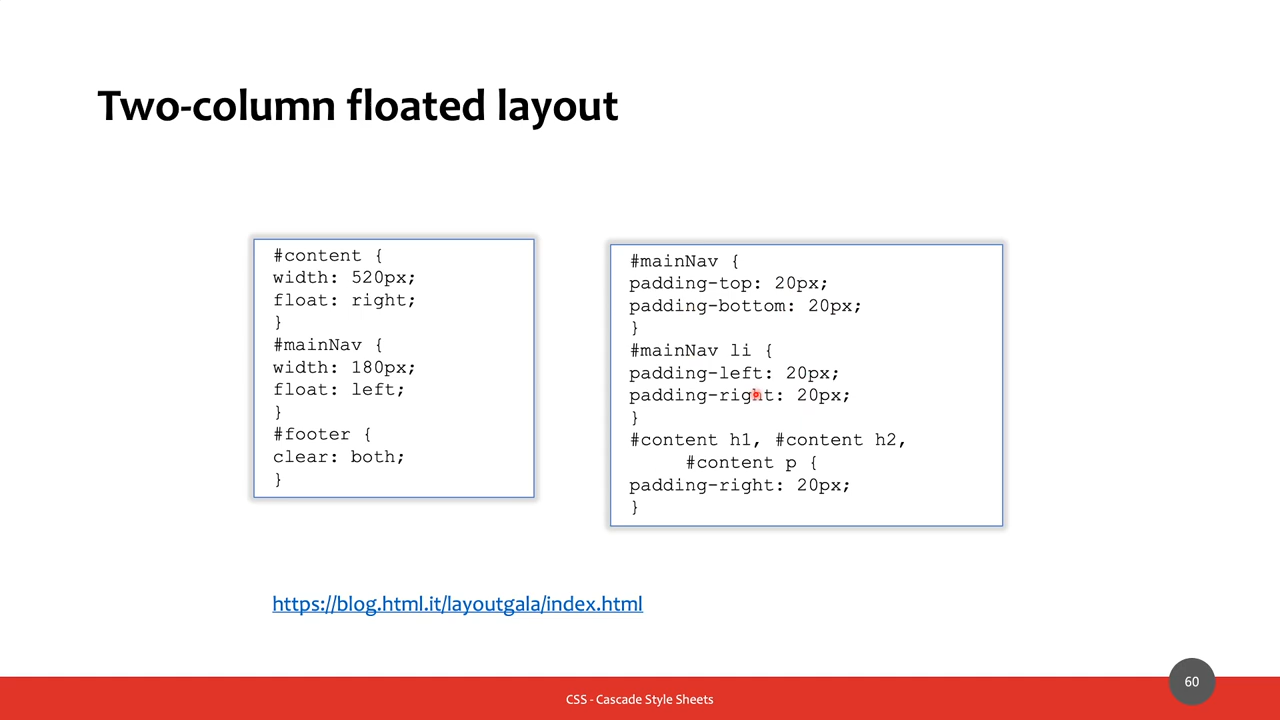 Two-column floated layout
#content {
width: 520px;
float: right;
}
#mainNav {
width: 180px;
float: left;
}
#footer {
clear: both;
}
#mainNav {
padding-top: 20px;
padding-bottom: 20px;
}
#mainNav li {
padding-left: 20px;
padding-right: 20px;
}
#content h1, #content h2,
#content p {
padding-right: 20px;
}
https://blog.html.it/layoutgala/index.html
60
CSS - Cascade Style Sheets